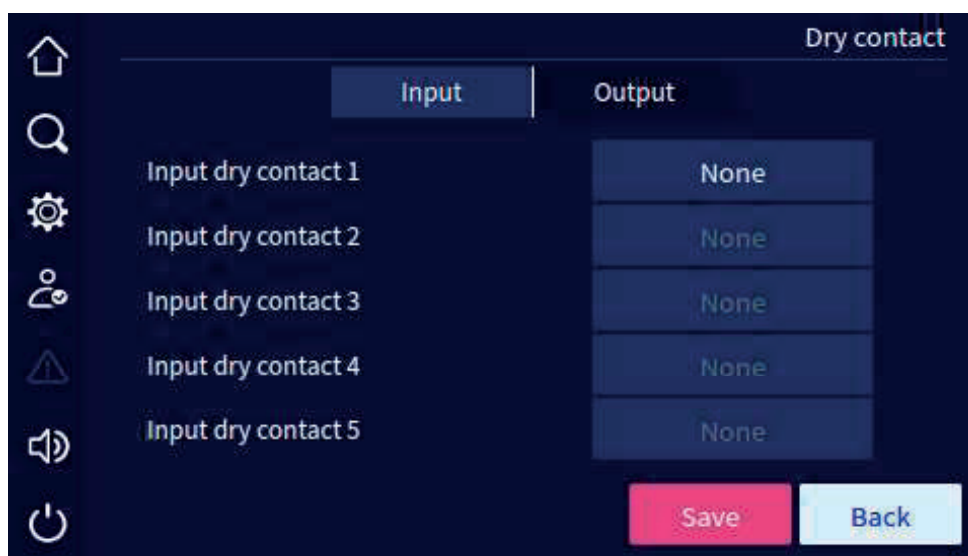 Dry contact
Input Output
Input dry contact 1 None
Input dry contact 2 None
Input dry contact 3 None
Input dry contact 4 None
Input dry contact 5 None
Save Back